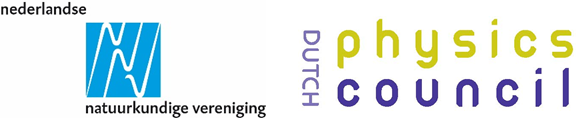 nederlandse
natuurkundige vereniging
DUTCH
physics
council